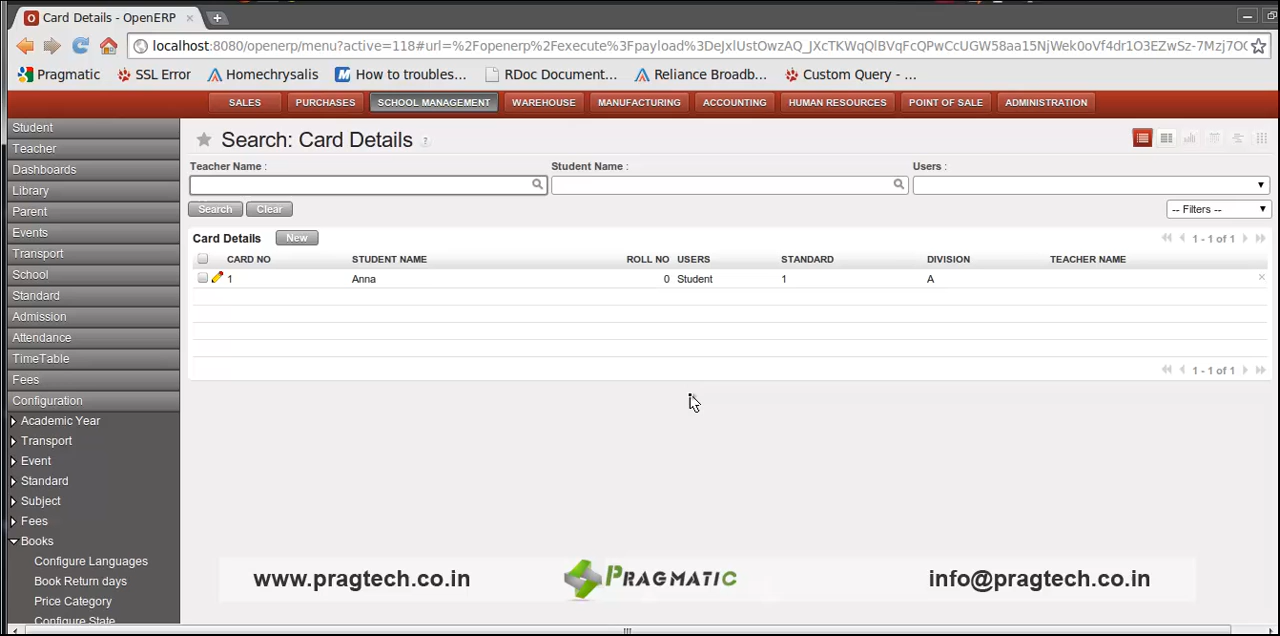 Card Details - OpenERP
localhost:8080/openerp/menu?active=118#url=%2Fopenerp%2Fexecute%3Fpayload%3DeJxlUstOwzAQ_JXcTKWqQlBVqFcQPwCcUGW58aa15NjWek0oVf4dr1O3EZwSz-7Mzj7O
Pragmatic SSL Error Homechrysalis How to troubles... RDoc Document... Reliance Broadb... Custom Query - ...
SALES PURCHASES SCHOOL MANAGEMENT WAREHOUSE MANUFACTURING ACCOUNTING HUMAN RESOURCES POINT OF SALE ADMINISTRATION
Student
Teacher
Dashboards
Library
Parent
Events
Transport
School
Standard
Admission
Attendance
TimeTable
Fees
Configuration
Academic Year
Transport
Event
Standard
Subject
Fees
Books
Configure Languages
Book Return days
Price Category
Configure State
Search: Card Details ?
Teacher Name : Student Name : Users :
Search Clear -- Filters --
Card Details New 1 - 1 of 1
CARD NO STUDENT NAME ROLL NO USERS STANDARD DIVISION TEACHER NAME
1 Anna 0 Student 1 A
1 - 1 of 1
www.pragtech.co.in PRAGMATIC info@pragtech.co.in